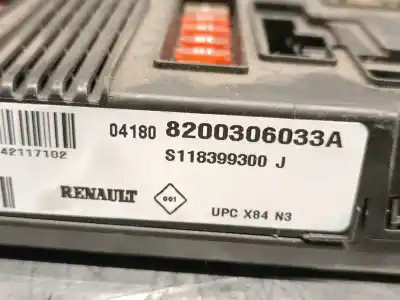 04180 8200306033A
42117102
S118399300 J
RENAULT 001 UPC X84 N3